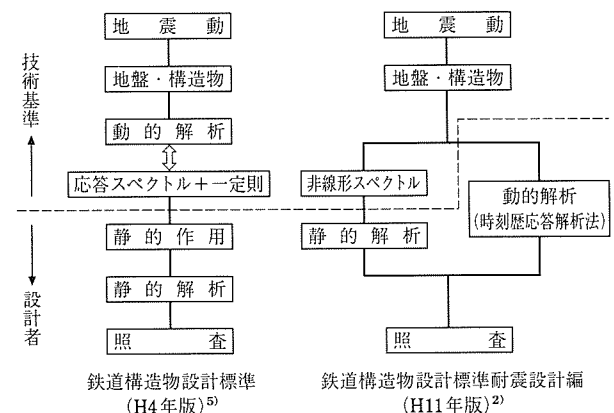 技術基準
設計者
地震動
地盤・構造物
動的解析
応答スペクトル+一定則
静的作用
静的解析
照査
鉄道構造物設計標準
(H4年版)5)
地震動
地盤・構造物
非線形スペクトル
静的解析
動的解析
(時刻歴応答解析法)
照査
鉄道構造物設計標準耐震設計編
(H11年版)2)